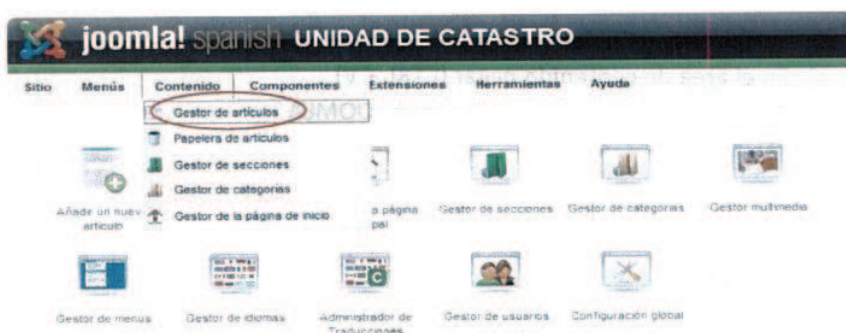 joomla! spanish UNIDAD DE CATASTRO
Sitio Menús Contenido Componentes Extensiones Herramientas Ayuda
Gestor de artículos
Papelera de artículos
Gestor de secciones
Gestor de categorías
Gestor de la página de inicio
Añadir un nuev
artículo
a página
pal
Gestor de secciones
Gestor de categorías
Gestor multimedia
Gestor de menús
Gestor de idiomas
Administrador de
Traducciones
Gestor de usuarios
Configuración global